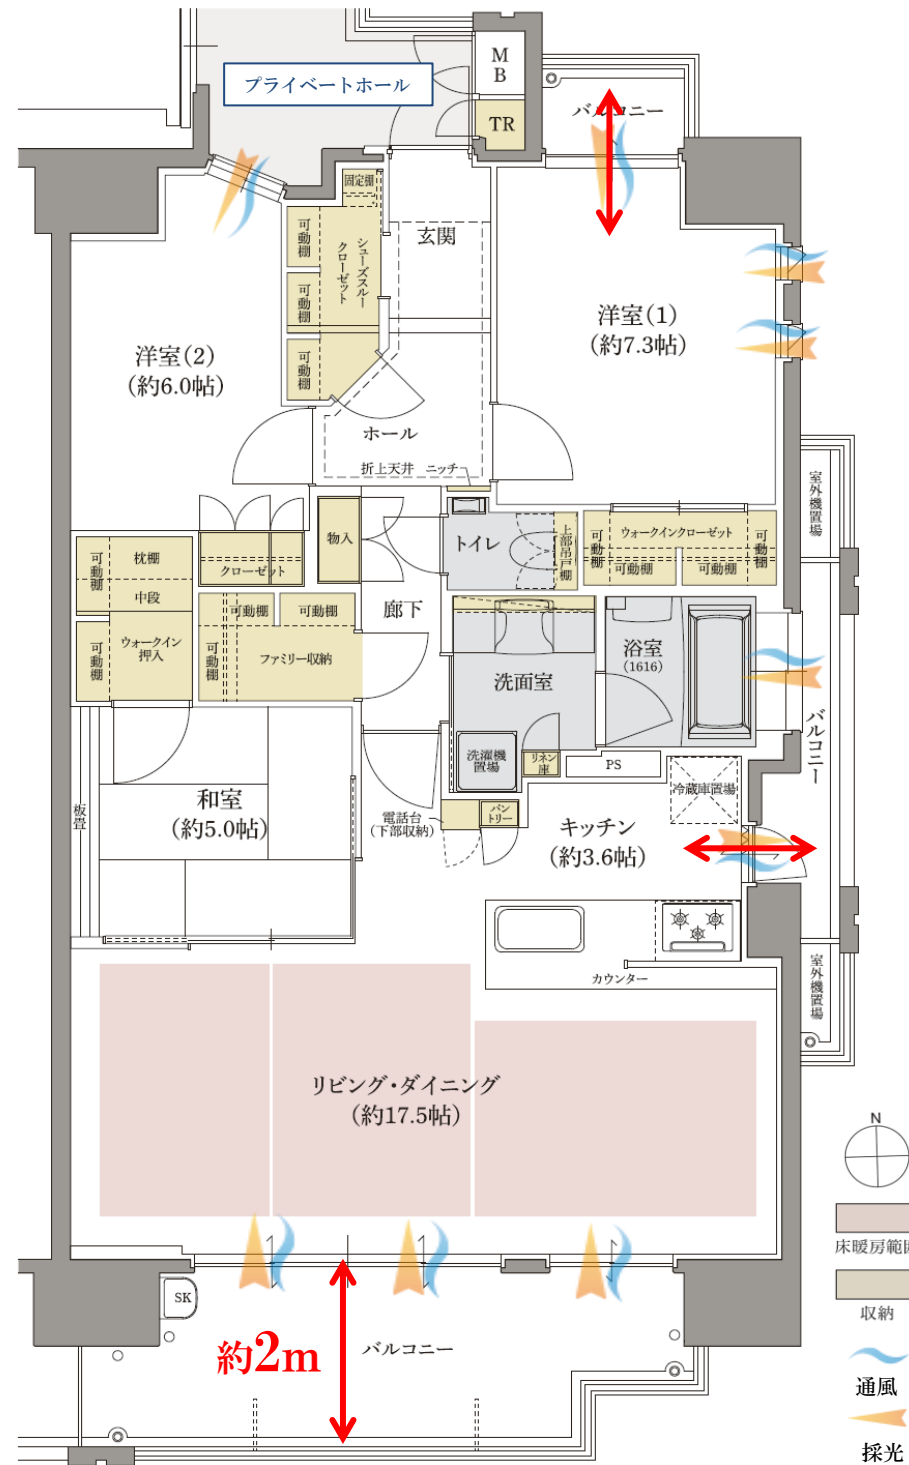 プライベートホール
M
B
TR
バルコニー
固定棚
可動棚
シューズスルー
クローゼット
可動棚
可動棚
玄関
洋室(1)
(約7.3帖)
洋室(2)
(約6.0帖)
ホール
折上天井
ニッチ
室外機置場
可動棚
枕棚
中段
クローゼット
物入
トイレ
上部吊戸棚
可動棚
ウォークインクローゼット
可動棚
可動棚
可動棚
可動棚
ウォークイン
押入
可動棚
可動棚
可動棚
ファミリー収納
廊下
洗面室
浴室
(1616)
バルコニー
洗濯機
置場
リネン
庫
PS
冷蔵庫置場
板畳
和室
(約5.0帖)
電話台
(下部収納)
パン
トリー
キッチン
(約3.6帖)
カウンター
室外機置場
リビング・ダイニング
(約17.5帖)
N
床暖房範囲
収納
通風
採光
SK
約2m
バルコニー